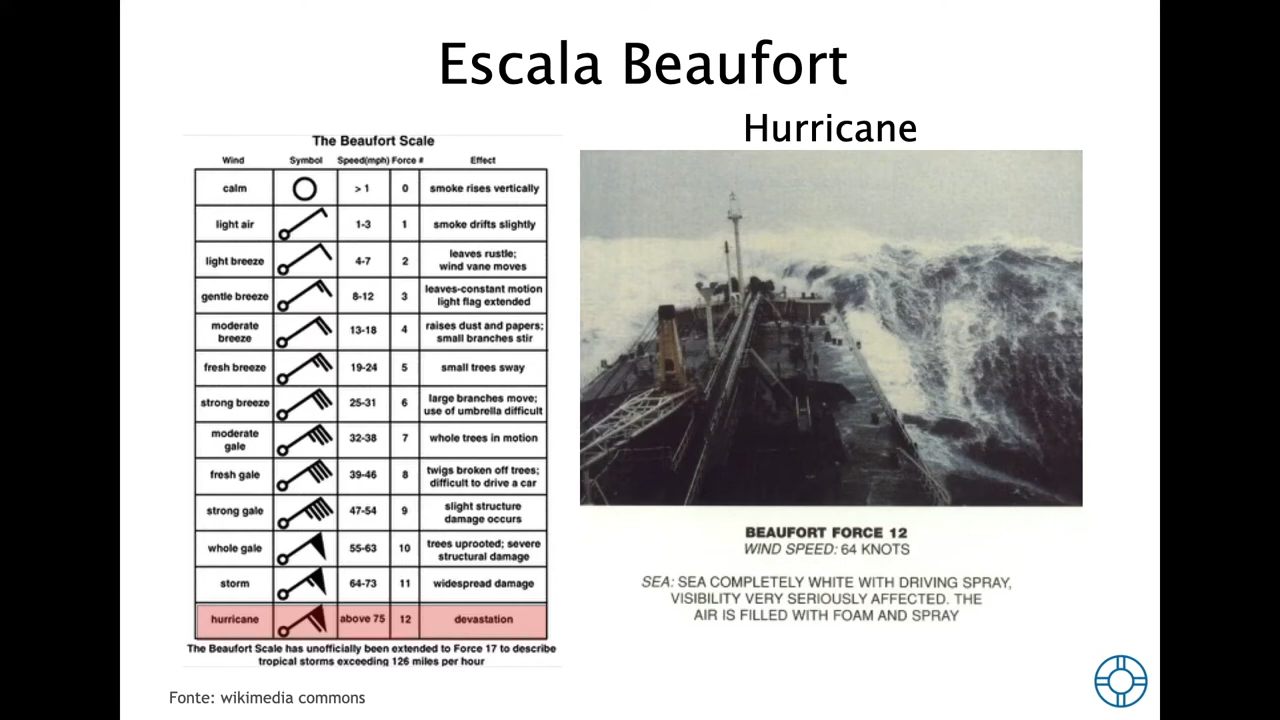 Escala Beaufort
The Beaufort Scale
Wind Symbol Speed(mph) Force # Effect
calm > 1 0 smoke rises vertically
light air 1-3 1 smoke drifts slightly
light breeze 4-7 2 leaves rustle;
wind vane moves
gentle breeze 8-12 3 leaves-constant motion
light flag extended
moderate
breeze 13-18 4 raises dust and papers;
small branches stir
fresh breeze 19-24 5 small trees sway
strong breeze 25-31 6 large branches move;
use of umbrella difficult
moderate
gale 32-38 7 whole trees in motion
fresh gale 39-46 8 twigs broken off trees;
difficult to drive a car
strong gale 47-54 9 slight structure
damage occurs
whole gale 55-63 10 trees uprooted; severe
structural damage
storm 64-73 11 widespread damage
hurricane above 75 12 devastation
The Beaufort Scale has unofficially been extended to Force 17 to describe
tropical storms exceeding 126 miles per hour
Hurricane
BEAUFORT FORCE 12
WIND SPEED: 64 KNOTS
SEA: SEA COMPLETELY WHITE WITH DRIVING SPRAY,
VISIBILITY VERY SERIOUSLY AFFECTED. THE
AIR IS FILLED WITH FOAM AND SPRAY
Fonte: wikimedia commons